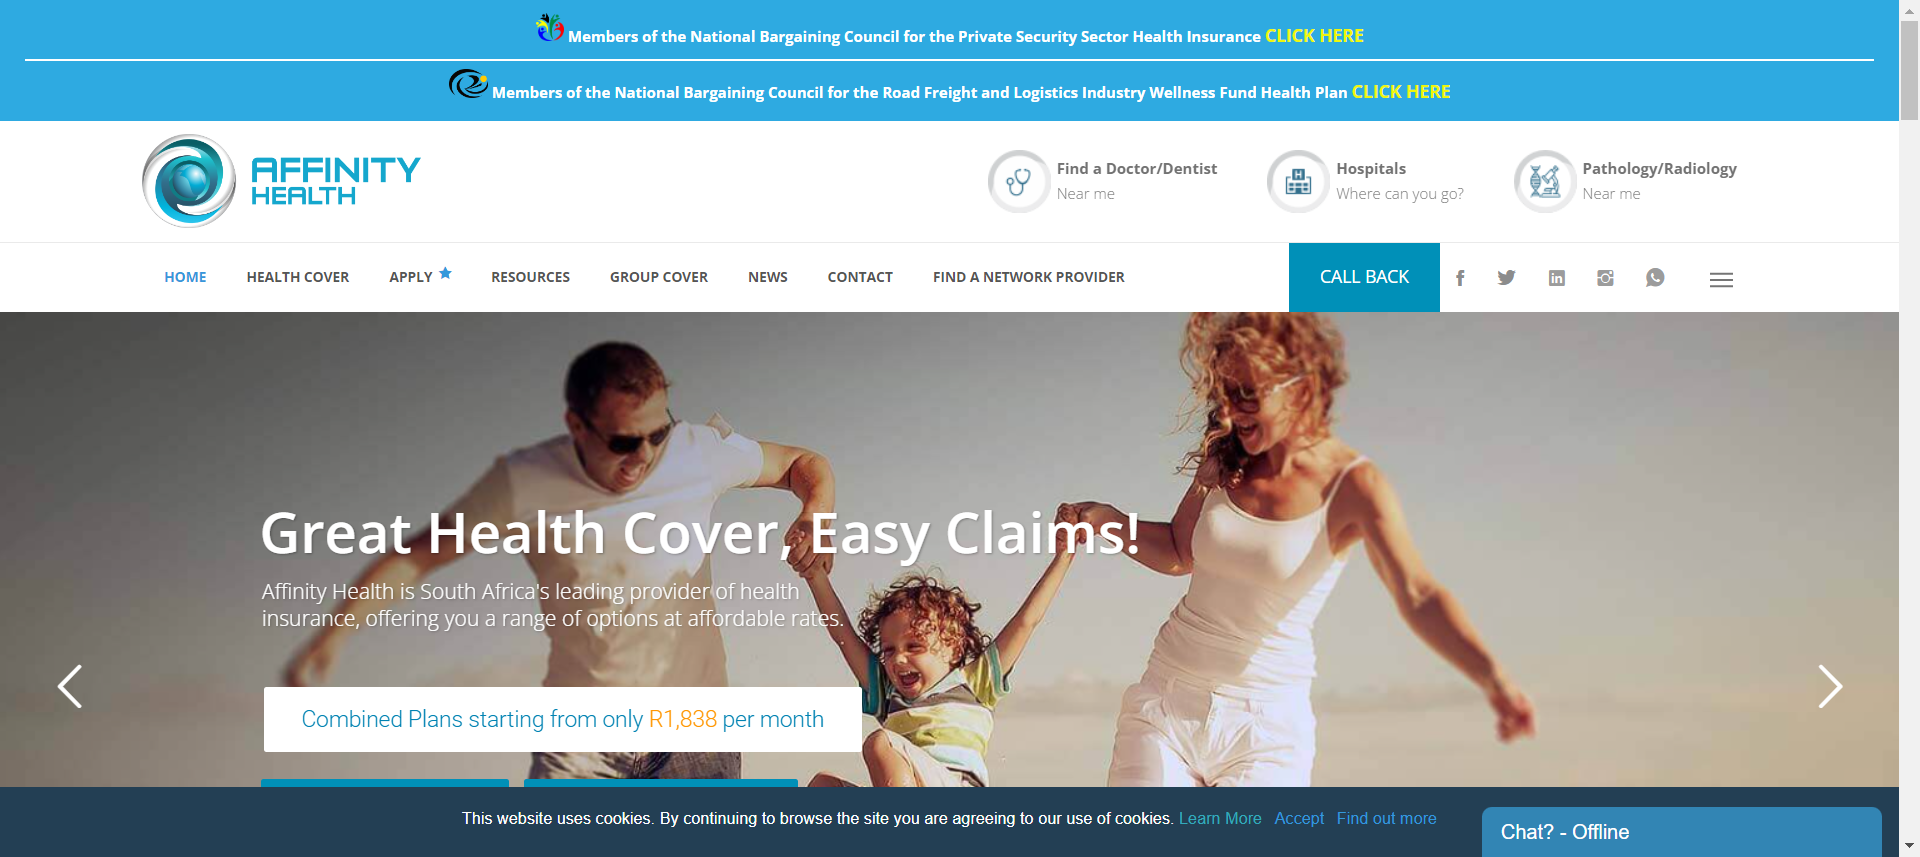 Members of the National Bargaining Council for the Private Security Sector Health Insurance CLICK HERE
Members of the National Bargaining Council for the Road Freight and Logistics Industry Wellness Fund Health Plan CLICK HERE
AFFINITY
HEALTH
Find a Doctor/Dentist
Near me
Hospitals
Where can you go?
Pathology/Radiology
Near me
HOME HEALTH COVER APPLY RESOURCES GROUP COVER NEWS CONTACT FIND A NETWORK PROVIDER CALL BACK
Great Health Cover, Easy Claims!
Affinity Health is South Africa's leading provider of health
insurance, offering you a range of options at affordable rates.
Combined Plans starting from only R1,838 per month
This website uses cookies. By continuing to browse the site you are agreeing to our use of cookies. Learn More Accept Find out more
Chat? - Offline